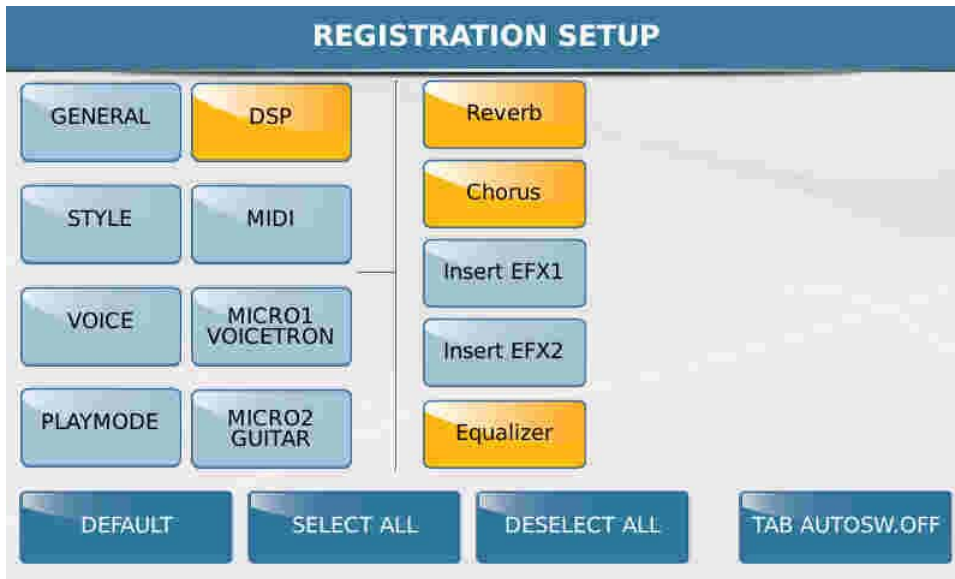 REGISTRATION SETUP
GENERAL
DSP
STYLE
MIDI
VOICE
MICRO1
VOICETRON
PLAYMODE
MICRO2
GUITAR
Reverb
Chorus
Insert EFX1
Insert EFX2
Equalizer
DEFAULT
SELECT ALL
DESELECT ALL
TAB AUTOSW.OFF